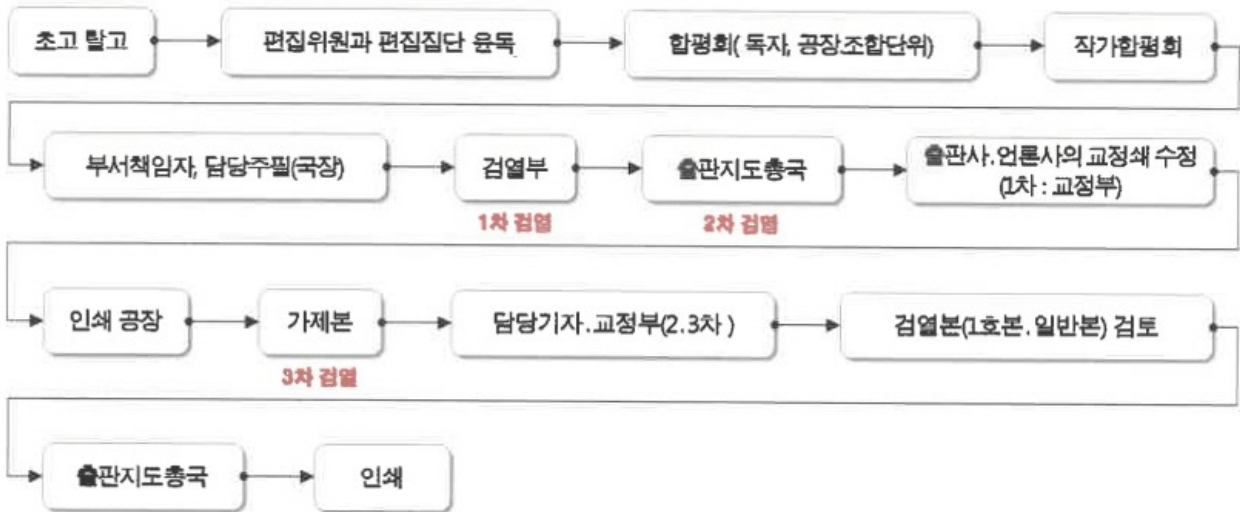 초고 탈고
편집위원과 편집집단 윤독
합평회( 독자, 공장조합단위)
작가합평회
부서책임자, 담당주필(국장)
검열부
1차 검열
출판지도총국
2차 검열
출판사.언론사의 교정쇄 수정
(1차 : 교정부)
인쇄 공장
가제본
3차 검열
담당기자.교정부(2.3차 )
검열본(1호본. 일반본) 검토
출판지도총국
인쇄